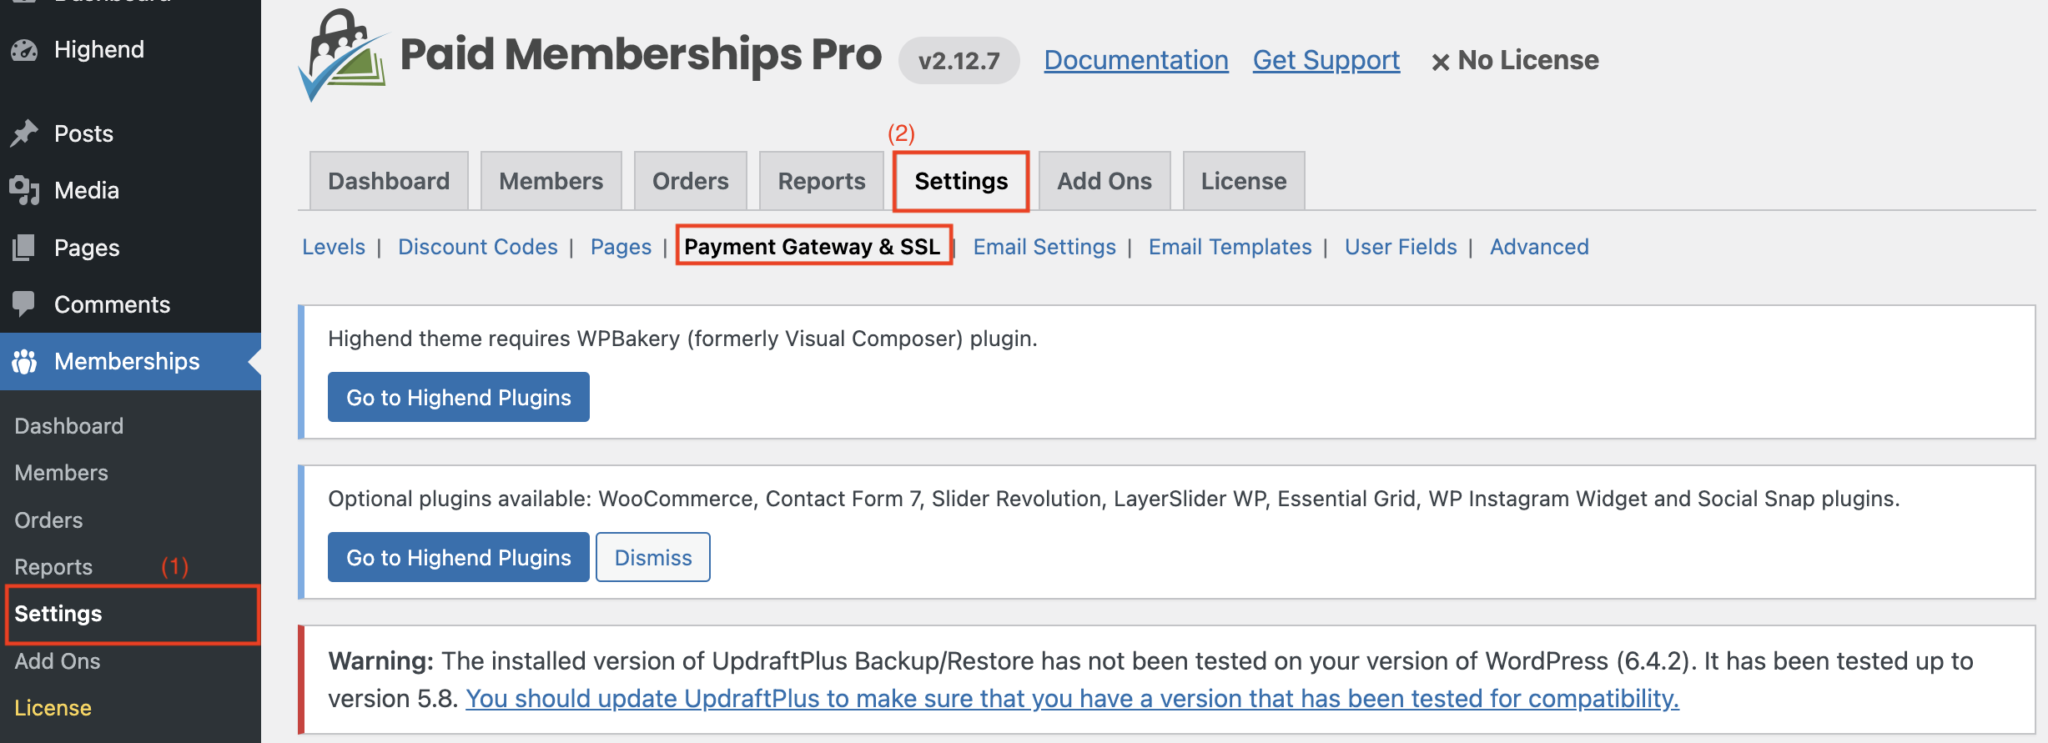 Dashboard
Highend
Posts
Media
Pages
Comments
Memberships
Dashboard
Members
Orders
Reports (1)
Settings
Add Ons
License
Paid Memberships Pro v2.12.7 Documentation Get Support × No License
(2)
Dashboard Members Orders Reports Settings Add Ons License
Levels | Discount Codes | Pages | Payment Gateway & SSL | Email Settings | Email Templates | User Fields | Advanced
Highend theme requires WPBakery (formerly Visual Composer) plugin.
Go to Highend Plugins
Optional plugins available: WooCommerce, Contact Form 7, Slider Revolution, LayerSlider WP, Essential Grid, WP Instagram Widget and Social Snap plugins.
Go to Highend Plugins Dismiss
Warning: The installed version of UpdraftPlus Backup/Restore has not been tested on your version of WordPress (6.4.2). It has been tested up to
version 5.8. You should update UpdraftPlus to make sure that you have a version that has been tested for compatibility.